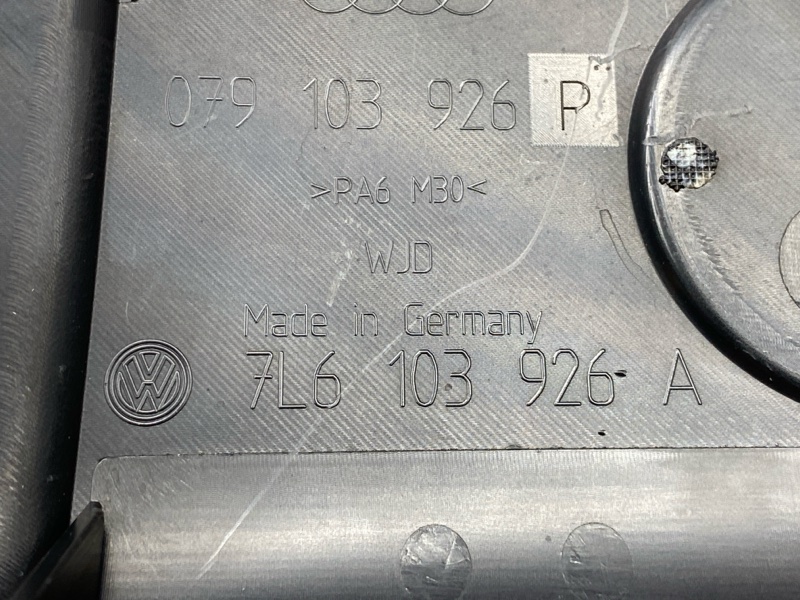 079 103 926 P
>PA6 M30<
WJD
Made in Germany
7L6 103 926 A